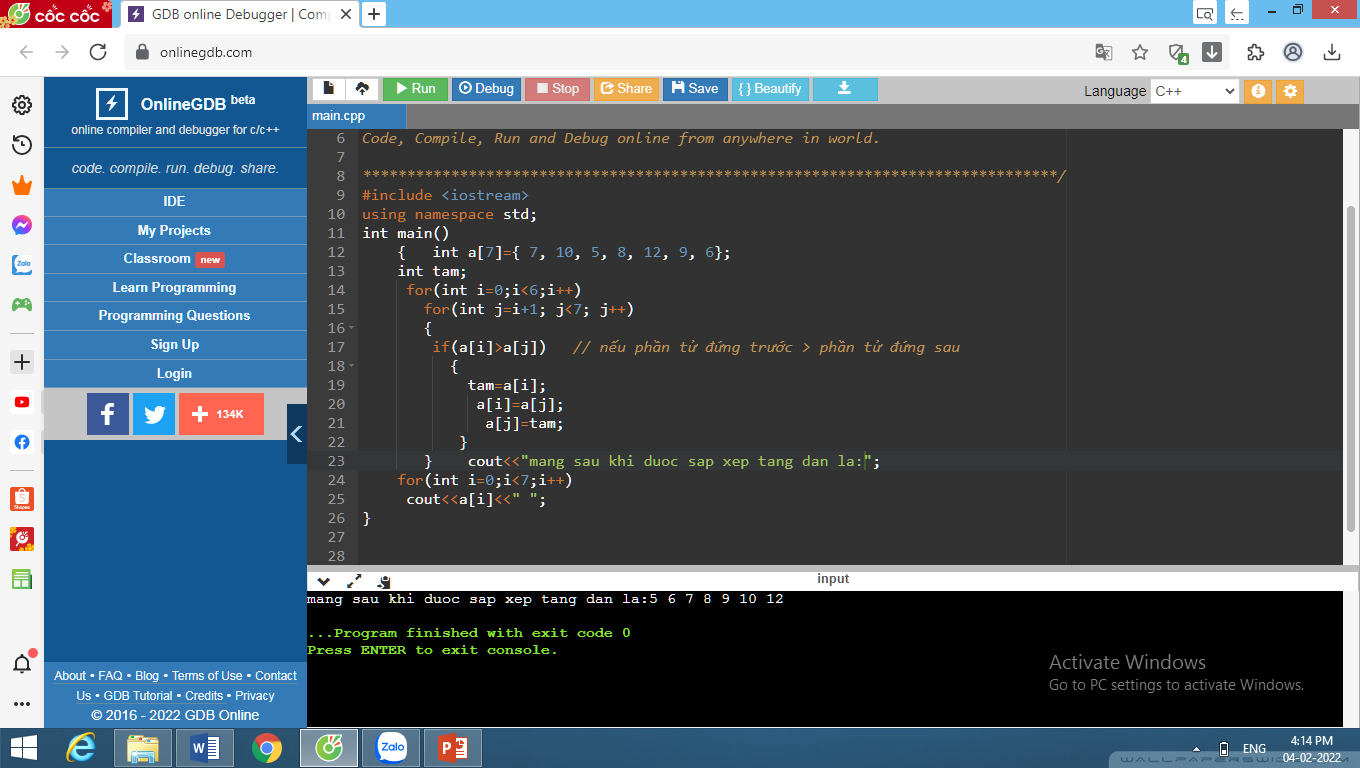 cốc cốc
GDB online Debugger | Com
onlinegdb.com
4
OnlineGDB beta
online compiler and debugger for c/c++
code. compile. run. debug. share.
IDE
My Projects
Classroom new
Learn Programming
Programming Questions
Sign Up
Login
134K
About • FAQ • Blog • Terms of Use • Contact
Us • GDB Tutorial • Credits • Privacy
© 2016 - 2022 GDB Online
Run Debug Stop Share Save { } Beautify
Language C++
main.cpp
6 Code, Compile, Run and Debug online from anywhere in world.
7
8 *******************************************************************************/
9 #include <iostream>
10 using namespace std;
11 int main()
12 { int a[7]={ 7, 10, 5, 8, 12, 9, 6};
13 int tam;
14 for(int i=0;i<6;i++)
15 for(int j=i+1; j<7; j++)
16 {
17 if(a[i]>a[j]) // nếu phần tử đứng trước > phần tử đứng sau
18 {
19 tam=a[i];
20 a[i]=a[j];
21 a[j]=tam;
22 }
23 } cout<<"mang sau khi duoc sap xep tang dan la:";
24 for(int i=0;i<7;i++)
25 cout<<a[i]<<" ";
26 }
27
28
input
mang sau khi duoc sap xep tang dan la:5 6 7 8 9 10 12
...Program finished with exit code 0
Press ENTER to exit console.
Activate Windows
Go to PC settings to activate Windows.
Zalo
Shopee
Zalo
ENG
4:14 PM
04-02-2022